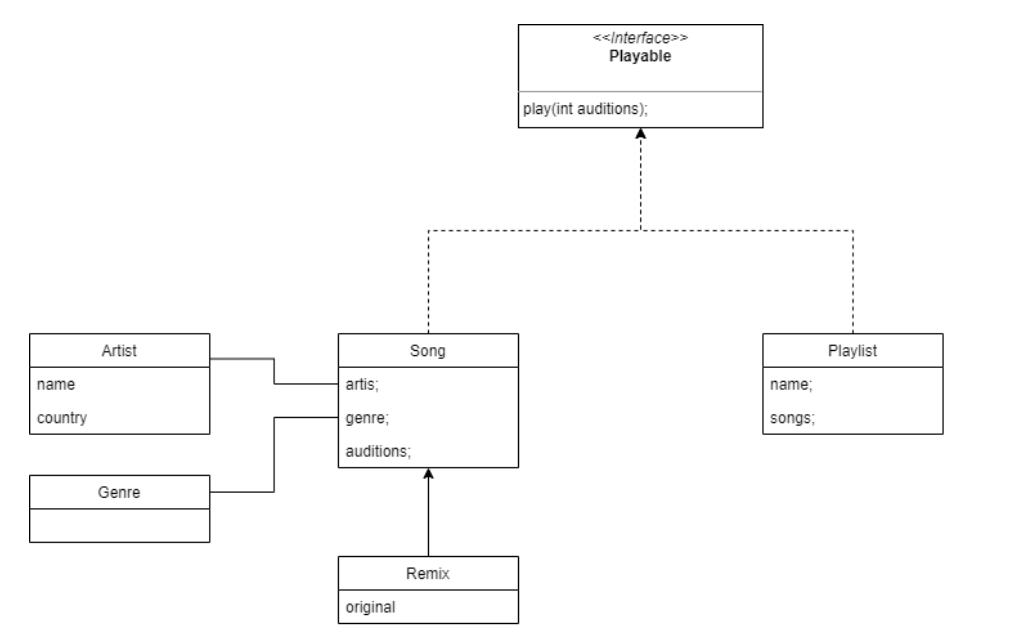 <<Interface>>
Playable
play(int auditions);
Artist
name
country
Song
artis;
genre;
auditions;
Playlist
name;
songs;
Genre
Remix
original